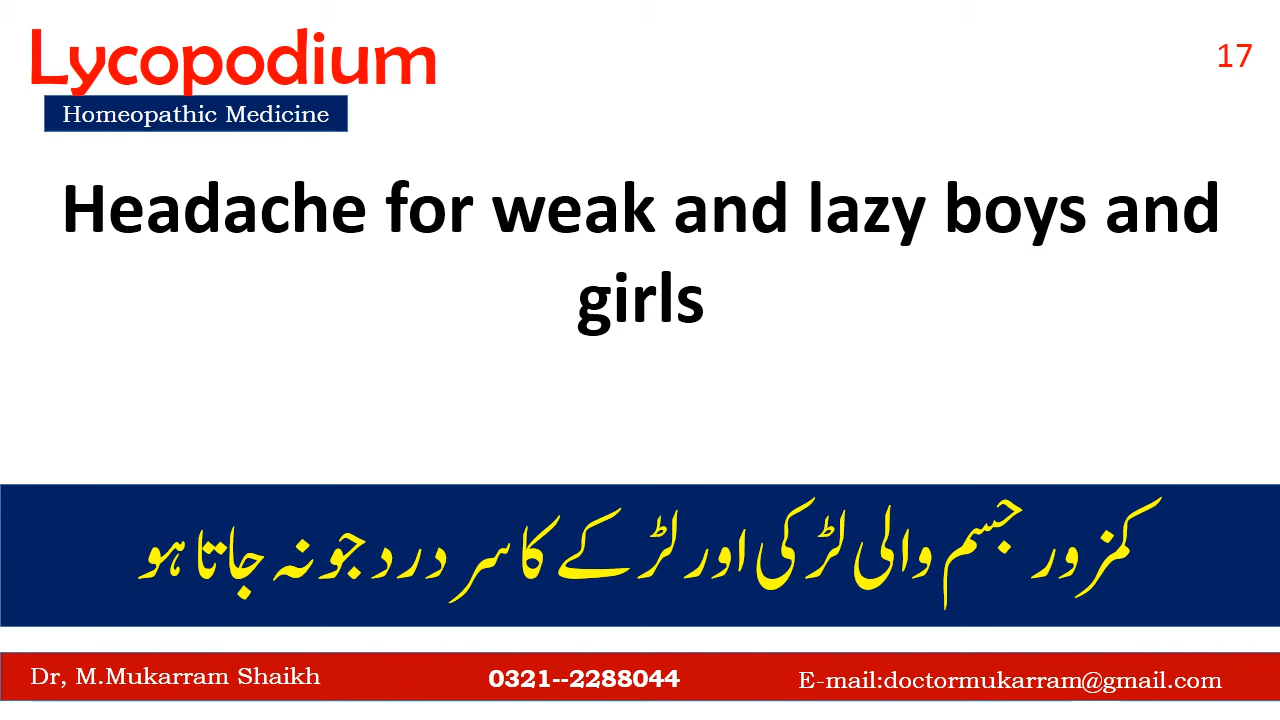 Lycopodium
17
Homeopathic Medicine
Headache for weak and lazy boys and
girls
کمزور جسم والی لڑکی اور لڑکے کا سر درد جو نہ جاتا ہو
Dr, M.Mukarram Shaikh
0321--2288044
E-mail:doctormukarram@gmail.com